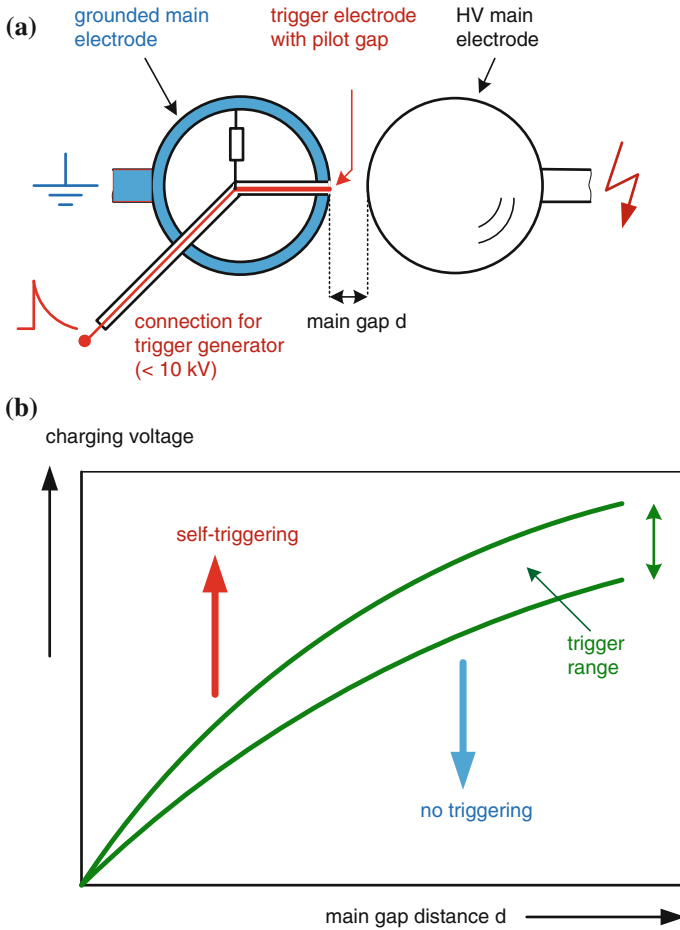 (a)
grounded main
electrode
trigger electrode
with pilot gap
HV main
electrode
main gap d
connection for
trigger generator
(< 10 kV)
(b)
charging voltage
self-triggering
trigger
range
no triggering
main gap distance d